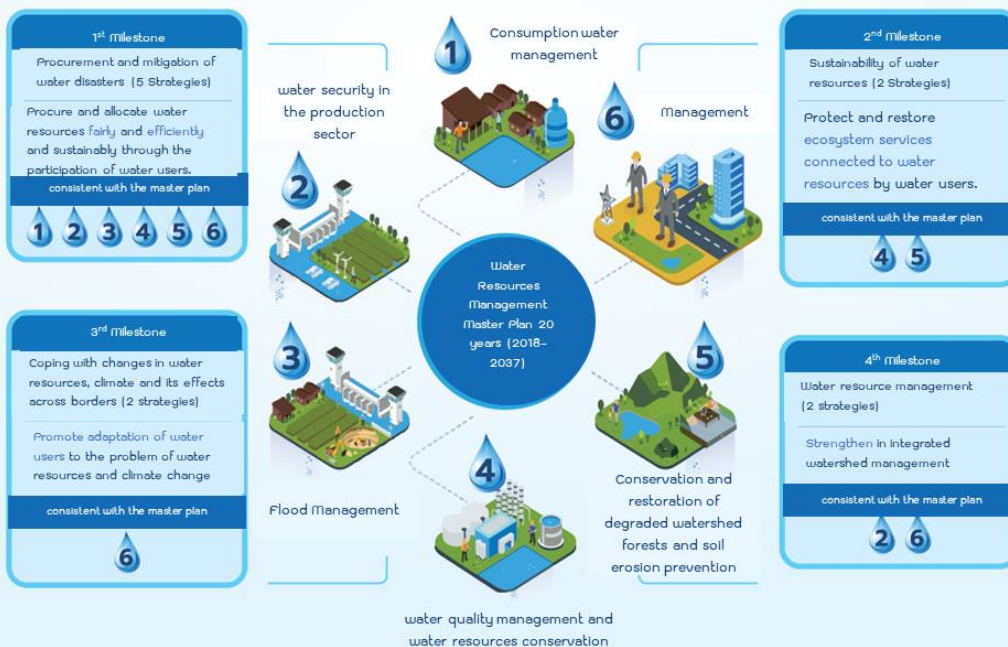 1st Milestone
Procurement and mitigation of
water disasters (5 Strategies)
Procure and allocate water
resources fairly and efficiently
and sustainably through the
participation of water users.
consistent with the master plan
1 2 3 4 5 6
water security in
the production
sector
2
1
Consumption water
management
6
Management
2nd Milestone
Sustainability of water
resources (2 Strategies)
Protect and restore
ecosystem services
connected to water
resources by water users.
consistent with the master plan
4 5
Water
Resources
Management
Master Plan 20
years (2018-
2037)
3rd Milestone
Coping with changes in water
resources, climate and its effects
across borders (2 strategies)
Promote adaptation of water
users to the problem of water
resources and climate change
consistent with the master plan
6
3
Flood Management
4
water quality management and
water resources conservation
5
Conservation and
restoration of
degraded watershed
forests and soil
erosion prevention
4th Milestone
Water resource management
(2 strategies)
Strengthen in integrated
watershed management
consistent with the master plan
2 6